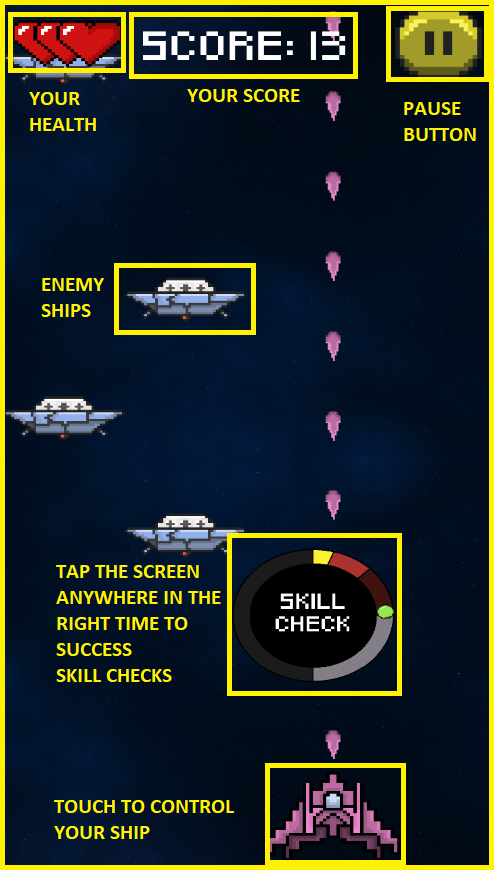 SCORE: 13
YOUR
HEALTH
YOUR SCORE
PAUSE
BUTTON
ENEMY
SHIPS
TAP THE SCREEN
ANYWHERE IN THE
RIGHT TIME TO
SUCCESS
SKILL CHECKS
SKILL
CHECK
TOUCH TO CONTROL
YOUR SHIP